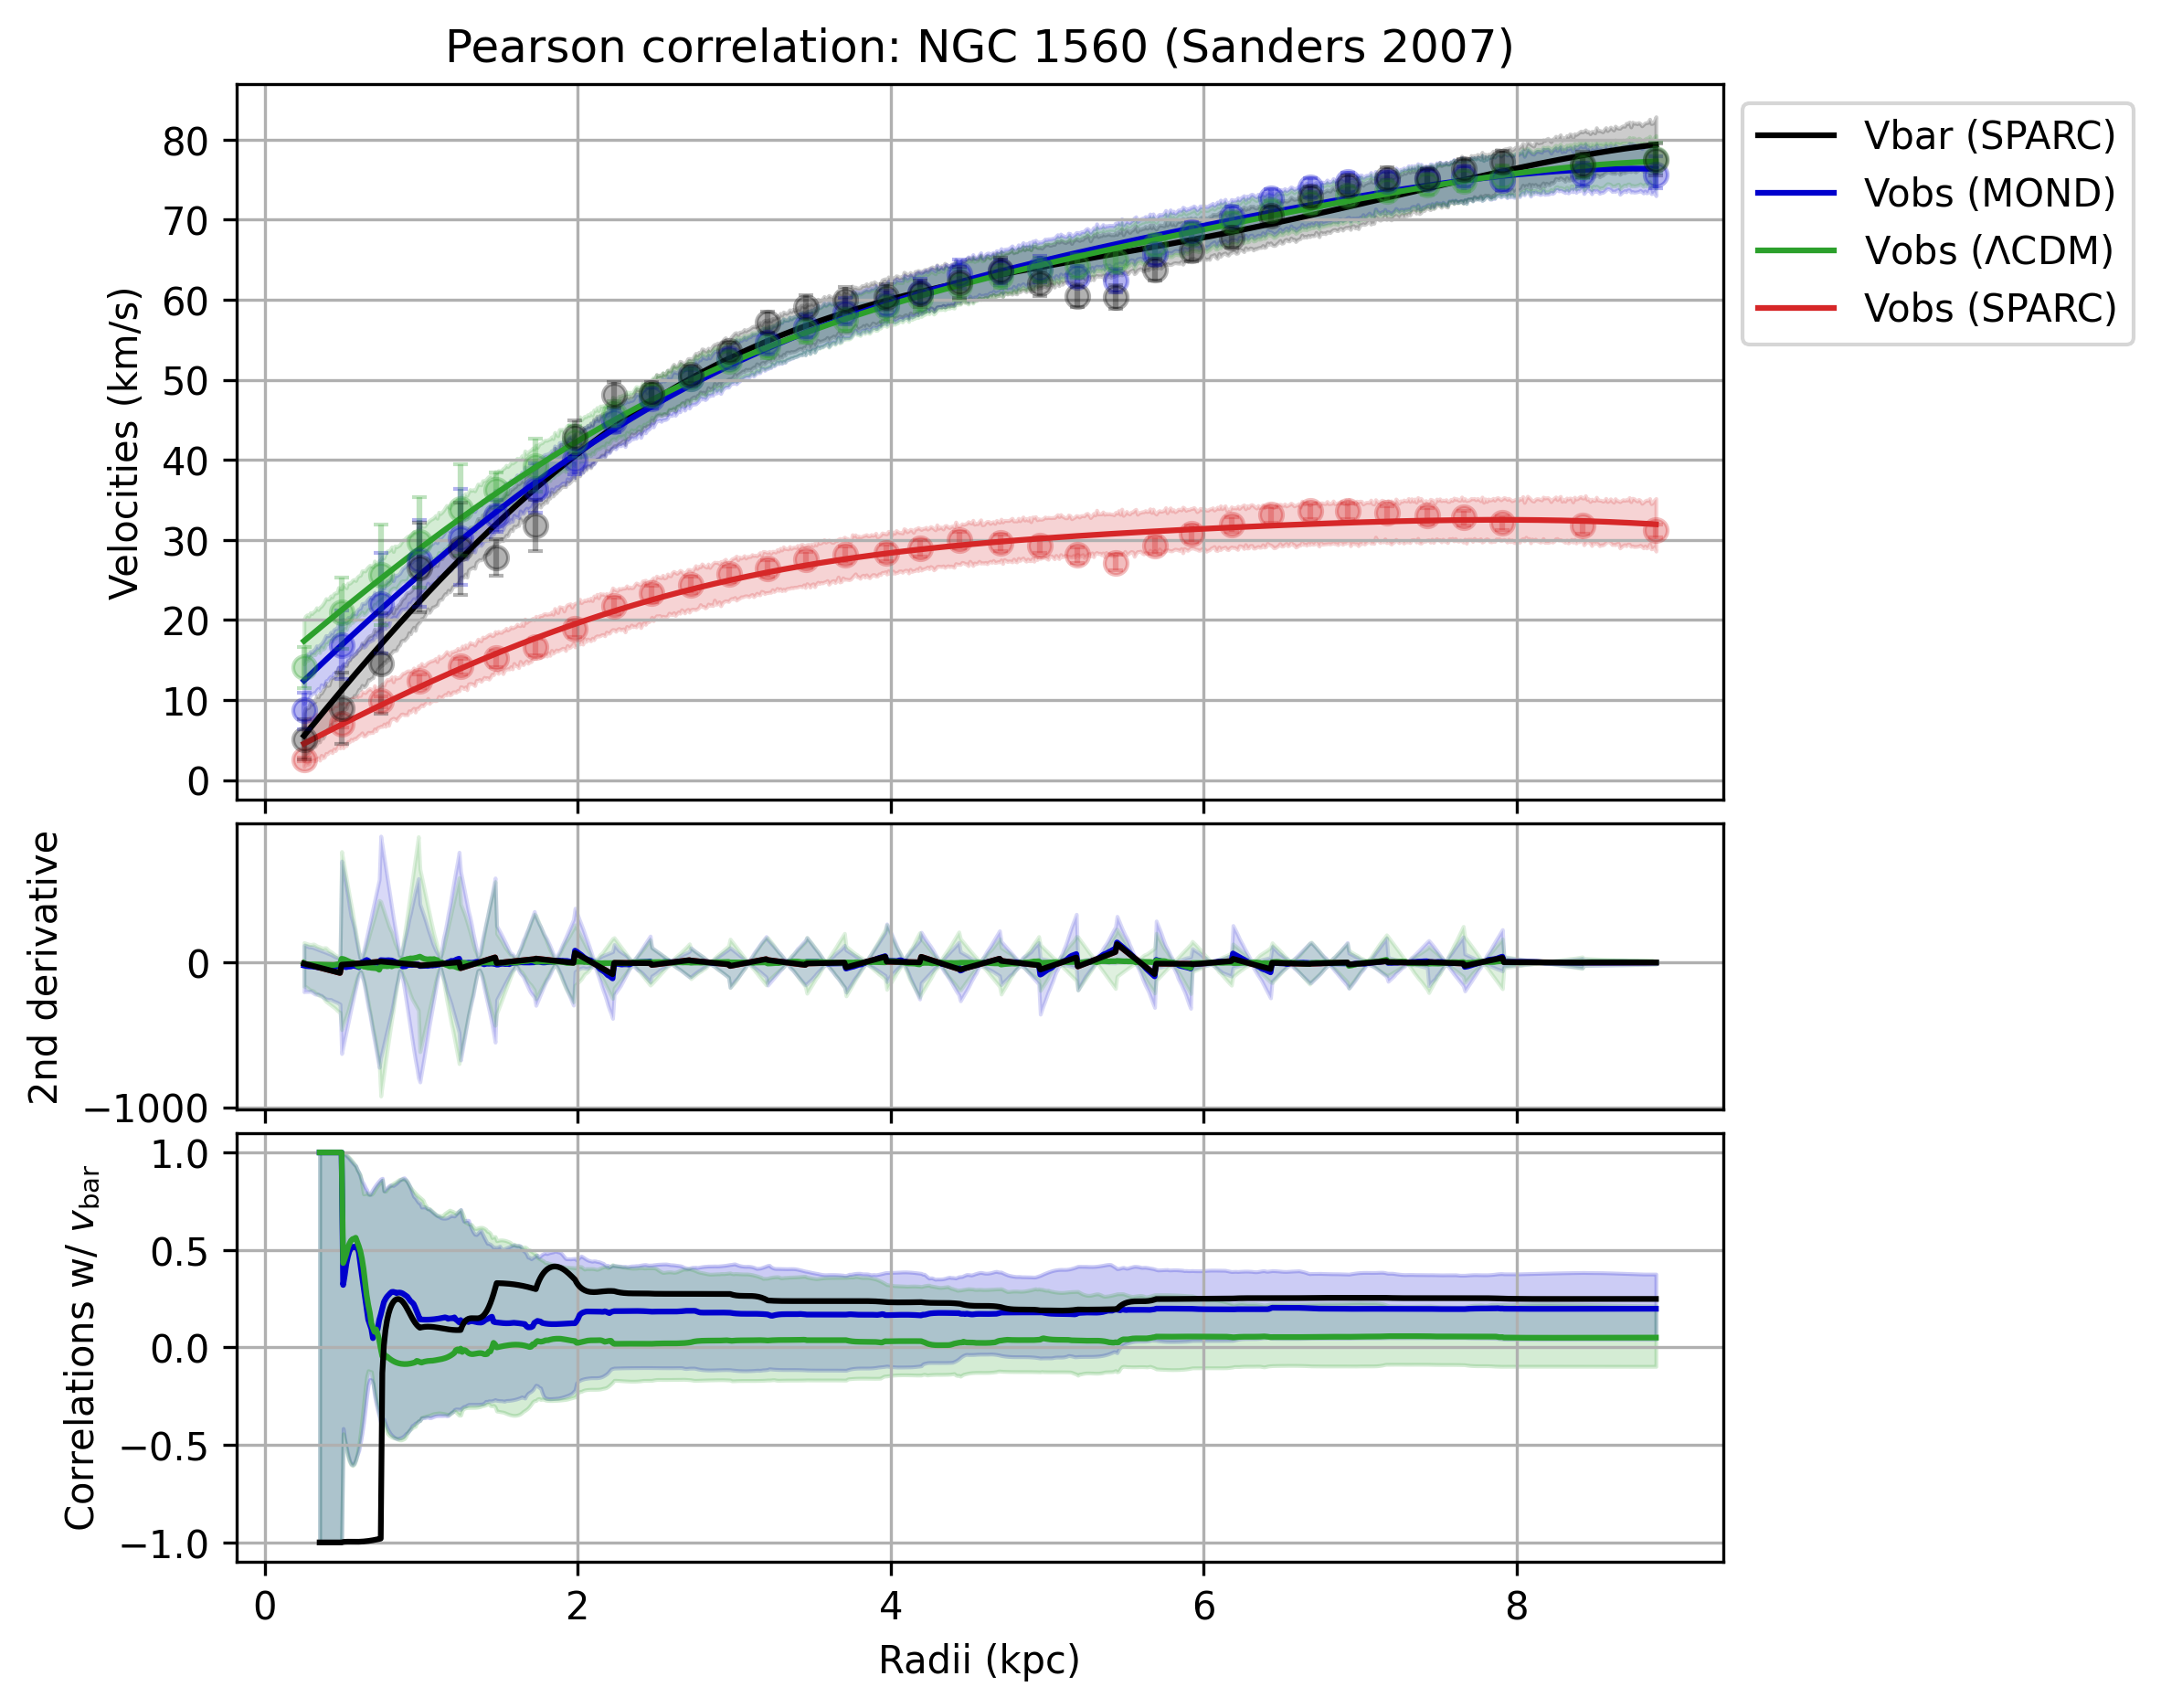 Pearson correlation: NGC 1560 (Sanders 2007)
80
70
60
50
40
30
20
10
0
Velocities (km/s)
Vbar (SPARC)
Vobs (MOND)
Vobs (ΛCDM)
Vobs (SPARC)
0
−1000
2nd derivative
1.0
0.5
0.0
−0.5
−1.0
Correlations w/ v_bar
0 2 4 6 8
Radii (kpc)